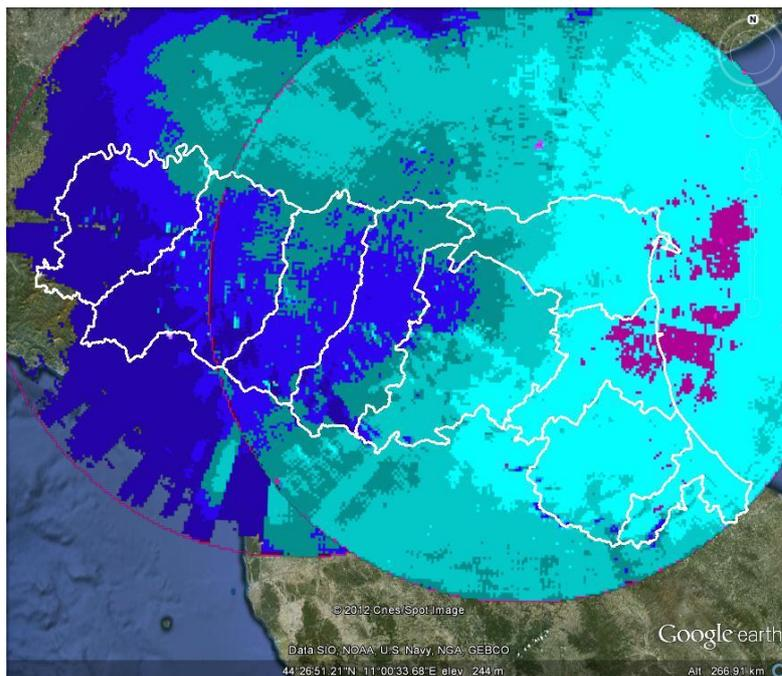 N
© 2012 Cnes/Spot Image
Google earth
Data SIO, NOAA, U.S. Navy, NGA, GEBCO
44°26'51.21"N, 11°00'33.68"E elev 244 m Alt 266.91 km